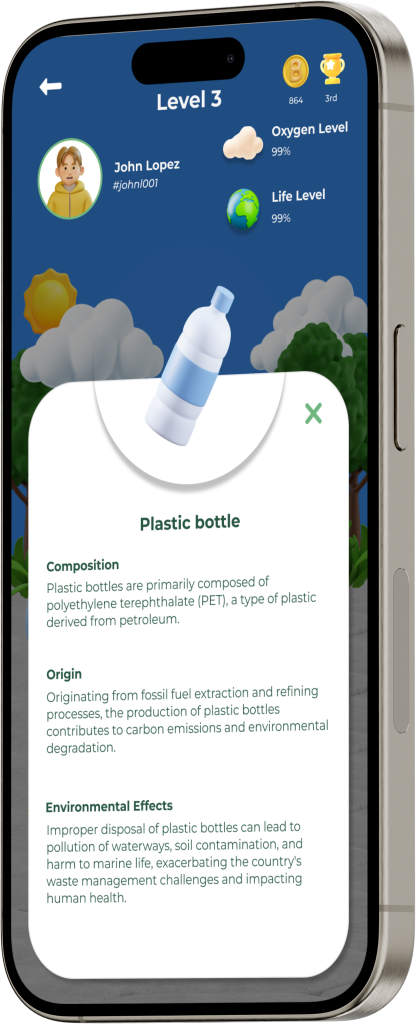 Level 3
864
3rd
John Lopez
#johnl001
Oxygen Level
99%
Life Level
99%
Plastic bottle
Composition
Plastic bottles are primarily composed of
polyethylene terephthalate (PET), a type of plastic
derived from petroleum.
Origin
Originating from fossil fuel extraction and refining
processes, the production of plastic bottles
contributes to carbon emissions and environmental
degradation.
Environmental Effects
Improper disposal of plastic bottles can lead to
pollution of waterways, soil contamination, and
harm to marine life, exacerbating the country's
waste management challenges and impacting
human health.